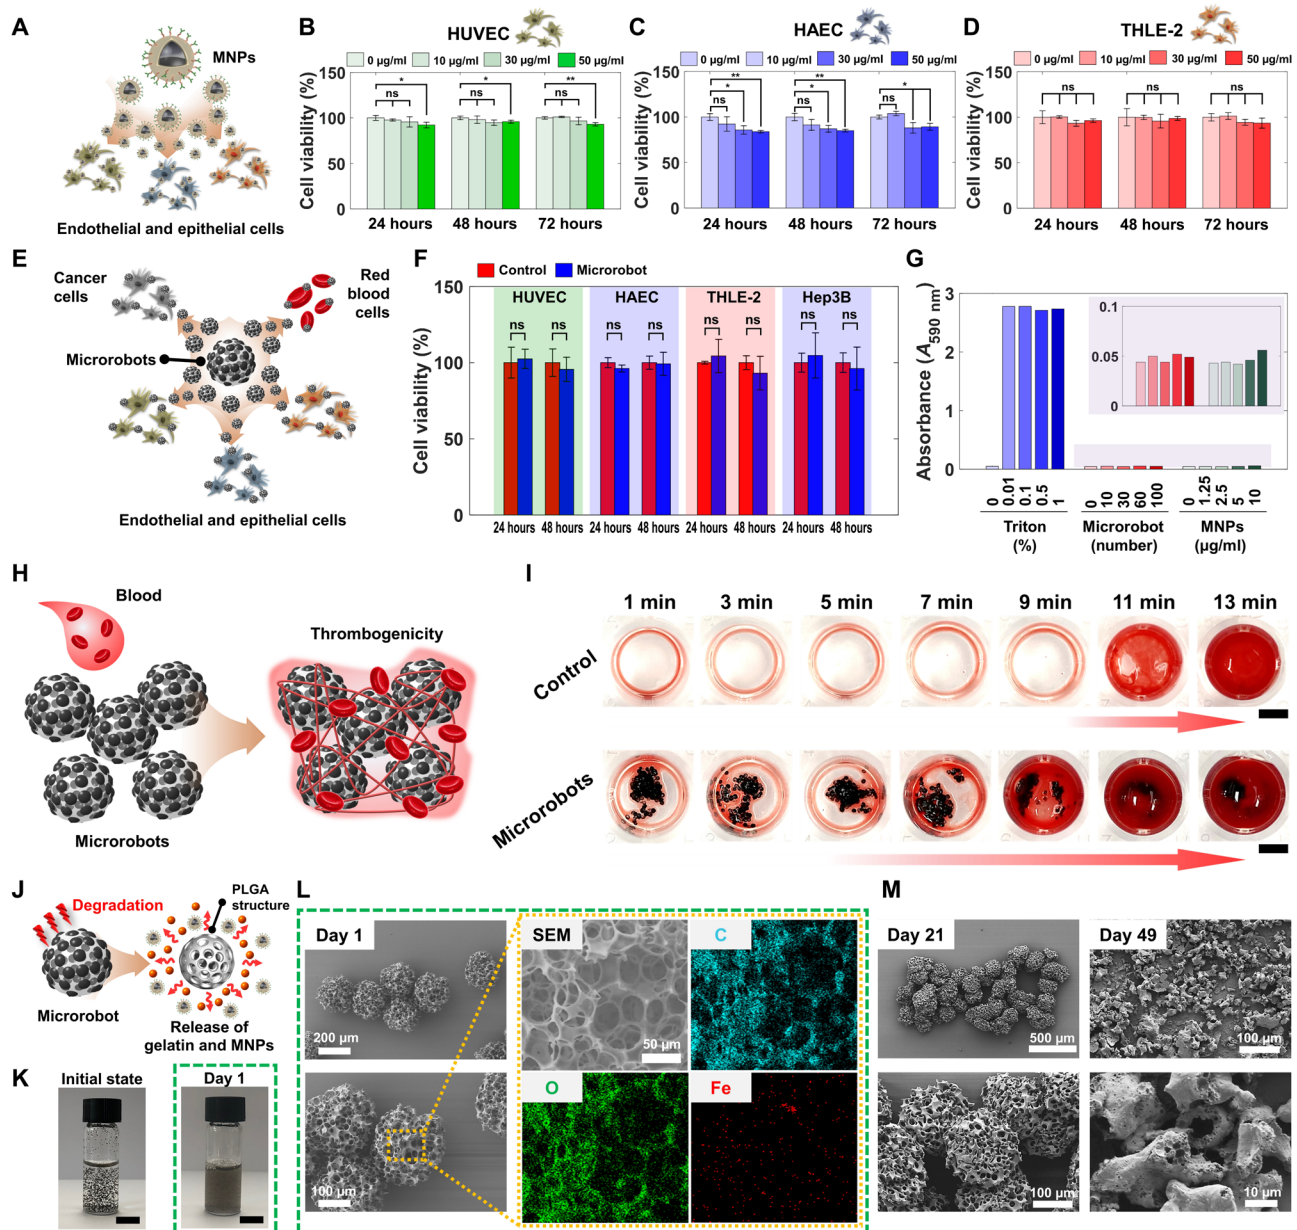 A
MNPs
Endothelial and epithelial cells
B
HUVEC
0 µg/ml 10 µg/ml 30 µg/ml 50 µg/ml
Cell viability (%)
150
100
50
0
ns
*
ns
*
ns
**
24 hours 48 hours 72 hours
C
HAEC
0 µg/ml 10 µg/ml 30 µg/ml 50 µg/ml
Cell viability (%)
150
100
50
0
**
*
ns
**
*
ns
*
ns
24 hours 48 hours 72 hours
D
THLE-2
0 µg/ml 10 µg/ml 30 µg/ml 50 µg/ml
Cell viability (%)
150
100
50
0
ns ns ns
24 hours 48 hours 72 hours
E
Cancer
cells
Red
blood
cells
Microrobots
Endothelial and epithelial cells
F
Control Microrobot
Cell viability (%)
150
100
50
0
HUVEC HAEC THLE-2 Hep3B
ns ns ns ns ns ns ns ns
24 hours 48 hours 24 hours 48 hours 24 hours 48 hours 24 hours 48 hours
G
Absorbance (A590 nm)
3
2
1
0
0.1
0.05
0
0 0.01 0.1 0.5 1
0 10 30 60 100
0 1.25 2.5 5 10
Triton
(%)
Microrobot
(number)
MNPs
(µg/ml)
H
Blood
Thrombogenicity
Microrobots
I
1 min 3 min 5 min 7 min 9 min 11 min 13 min
Control
Microrobots
J
Degradation
PLGA
structure
Microrobot
Release of
gelatin and MNPs
K
Initial state Day 1
L
Day 1
200 µm
100 µm
SEM
50 µm
C
O
Fe
M
Day 21
500 µm
Day 49
100 µm
100 µm
10 µm